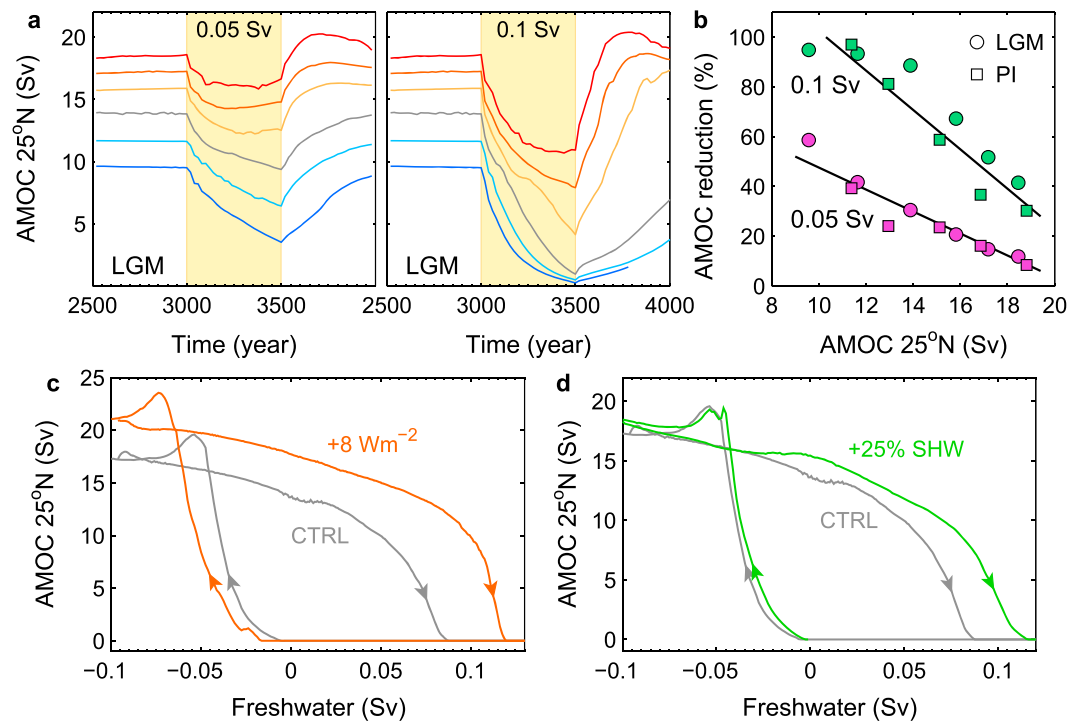 a
0.05 Sv
0.1 Sv
AMOC 25°N (Sv)
20
15
10
5
LGM
LGM
2500 3000 3500
2500 3000 3500 4000
Time (year)
Time (year)
b
LGM
PI
0.1 Sv
0.05 Sv
AMOC reduction (%)
100
80
60
40
20
0
8 10 12 14 16 18 20
AMOC 25°N (Sv)
c
+8 Wm⁻²
CTRL
AMOC 25°N (Sv)
25
20
15
10
5
0
−0.1 −0.05 0 0.05 0.1
Freshwater (Sv)
d
+25% SHW
CTRL
AMOC 25°N (Sv)
20
15
10
5
0
−0.1 −0.05 0 0.05 0.1
Freshwater (Sv)